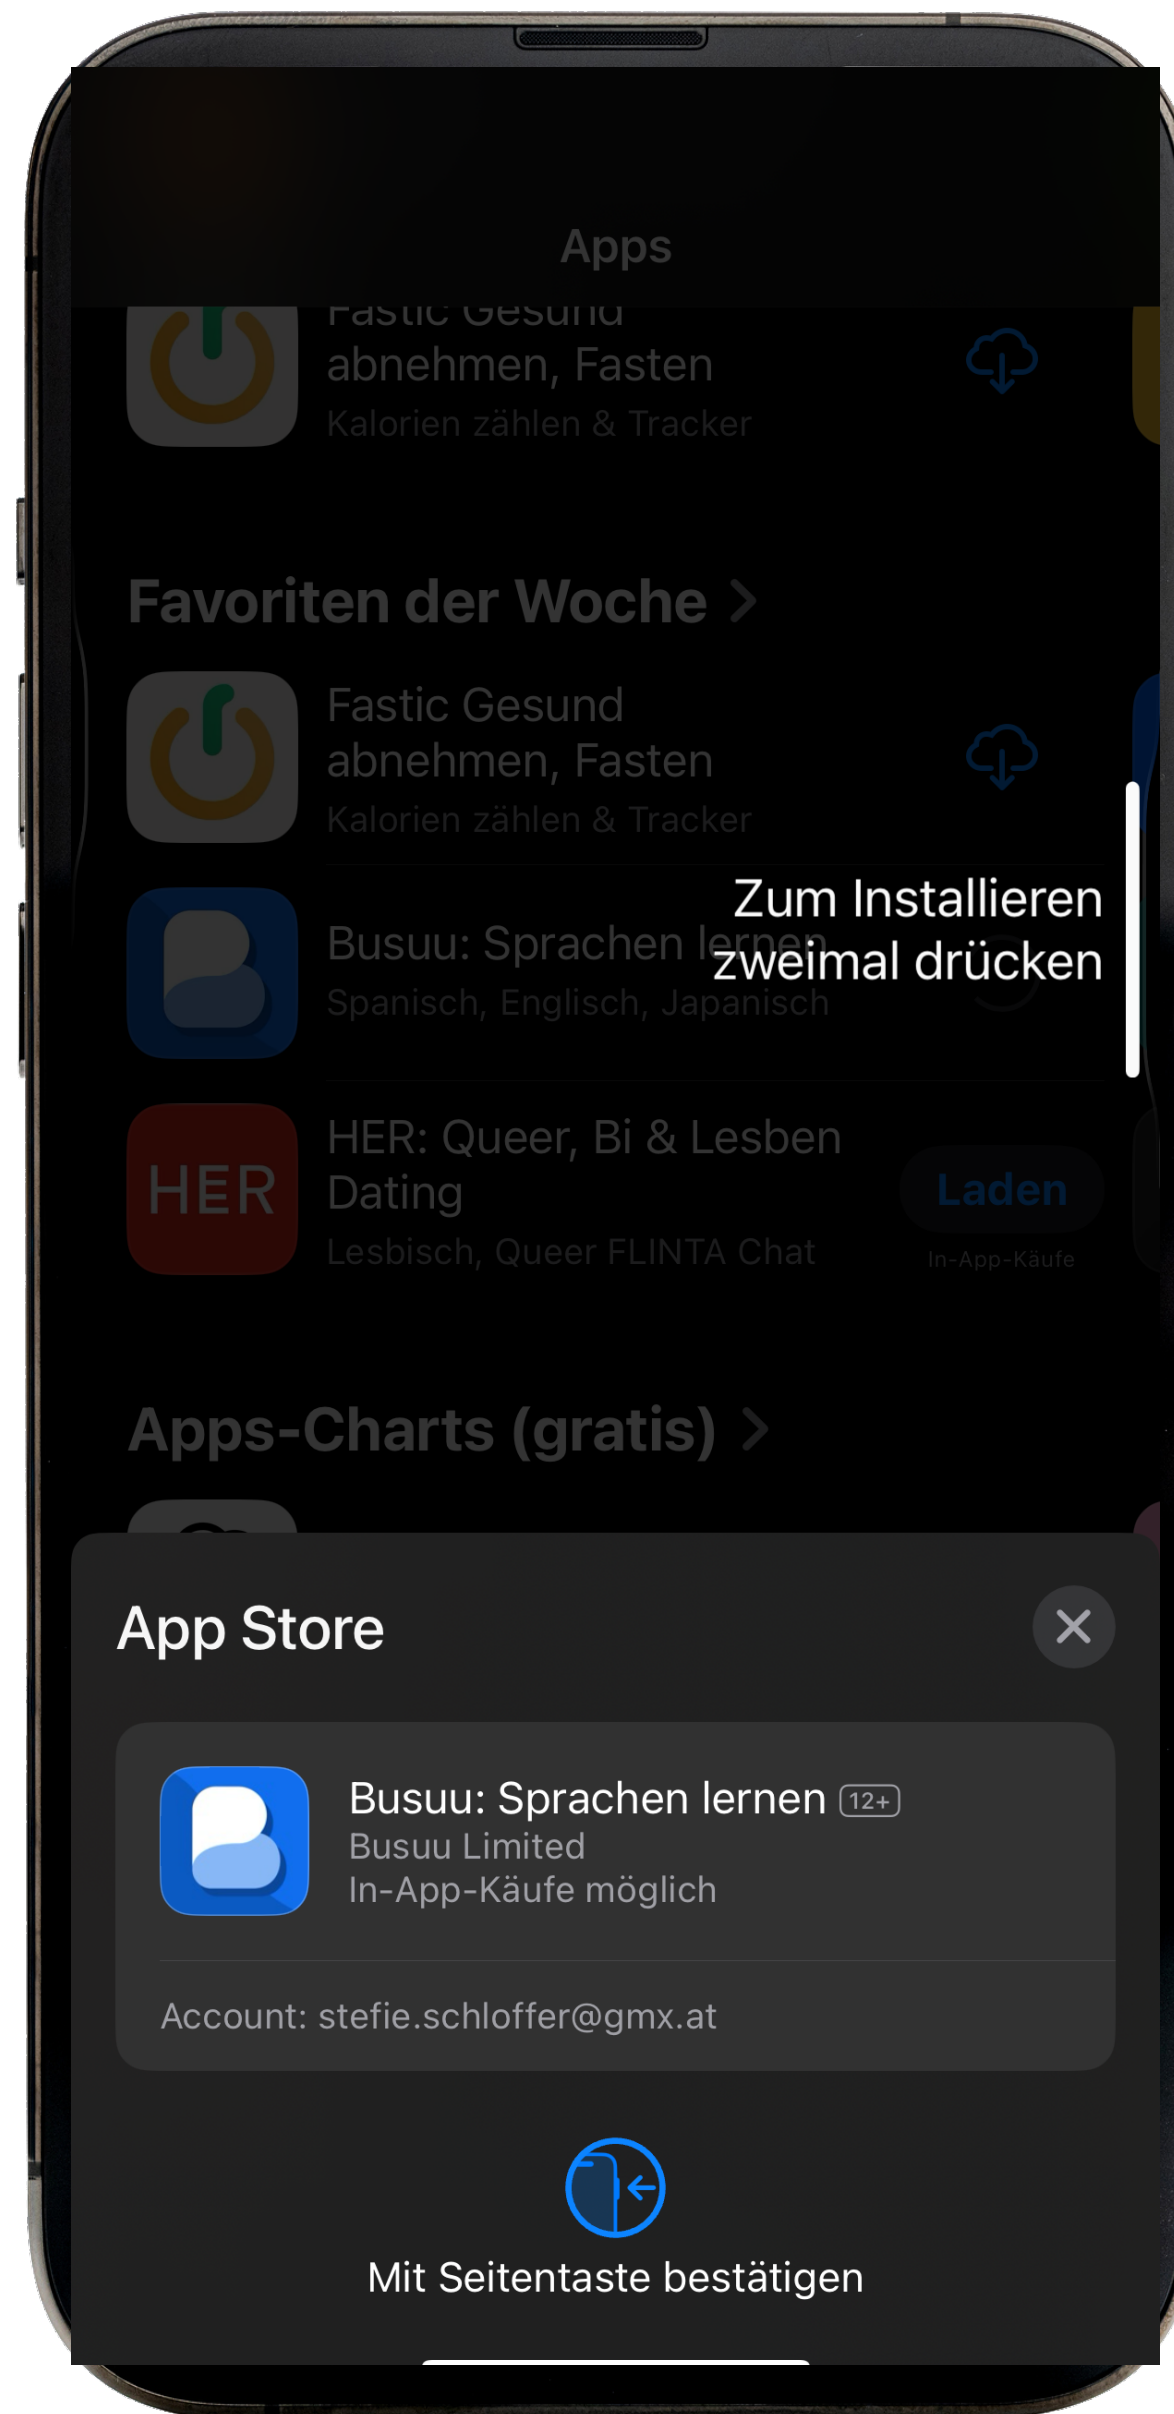 Apps
Fastic Gesund
abnehmen, Fasten
Kalorien zählen & Tracker
Favoriten der Woche
Fastic Gesund
abnehmen, Fasten
Kalorien zählen & Tracker
Zum Installieren
zweimal drücken
Busuu: Sprachen lernen
Spanisch, Englisch, Japanisch
HER
HER: Queer, Bi & Lesben
Dating
Lesbisch, Queer FLINTA Chat
Laden
In-App-Käufe
Apps-Charts (gratis)
App Store
Busuu: Sprachen lernen 12+
Busuu Limited
In-App-Käufe möglich
Account: stefie.schloffer@gmx.at
Mit Seitentaste bestätigen